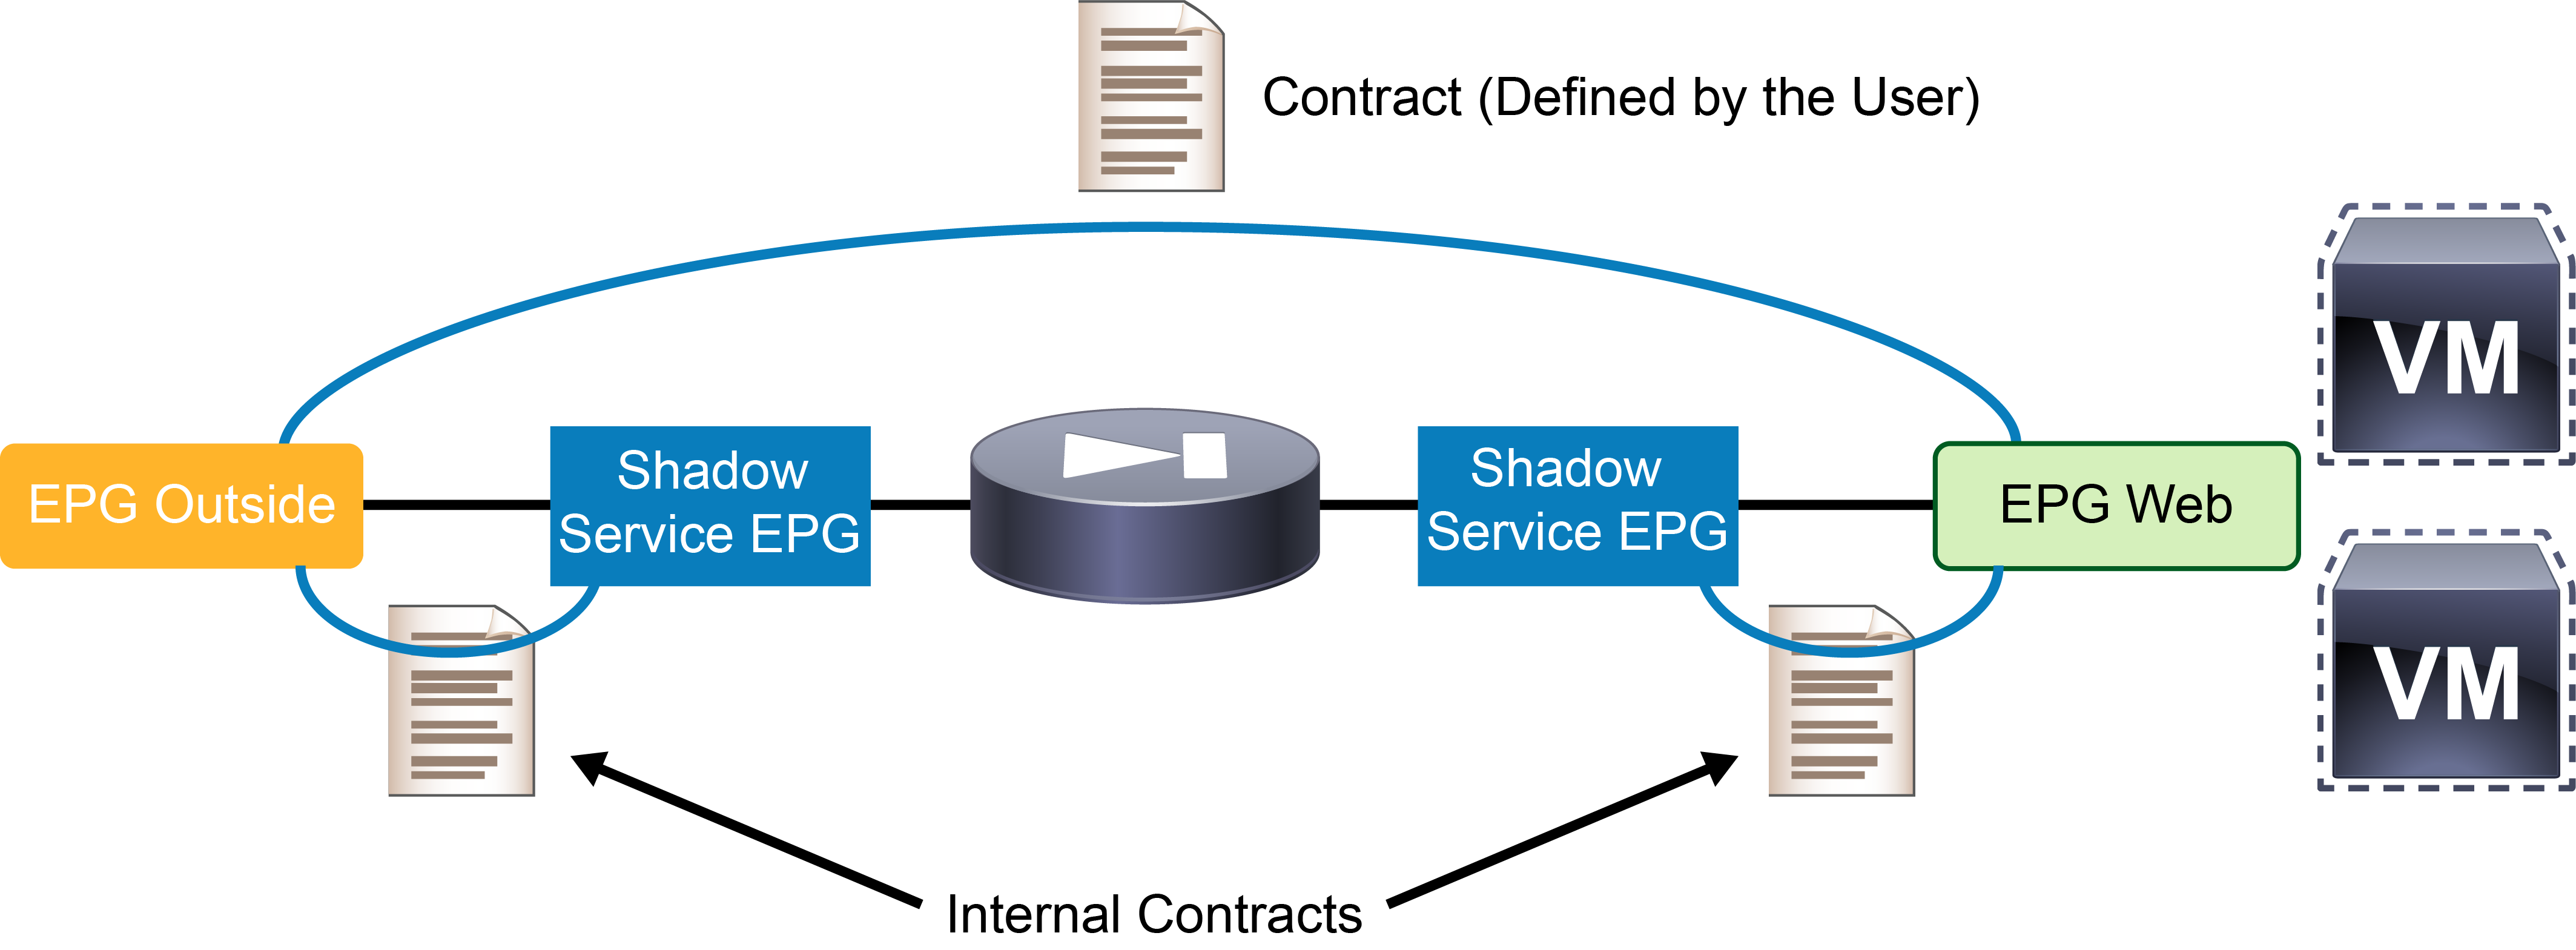 Contract (Defined by the User)
EPG Outside
Shadow
Service EPG
Shadow
Service EPG
EPG Web
VM
VM
Internal Contracts